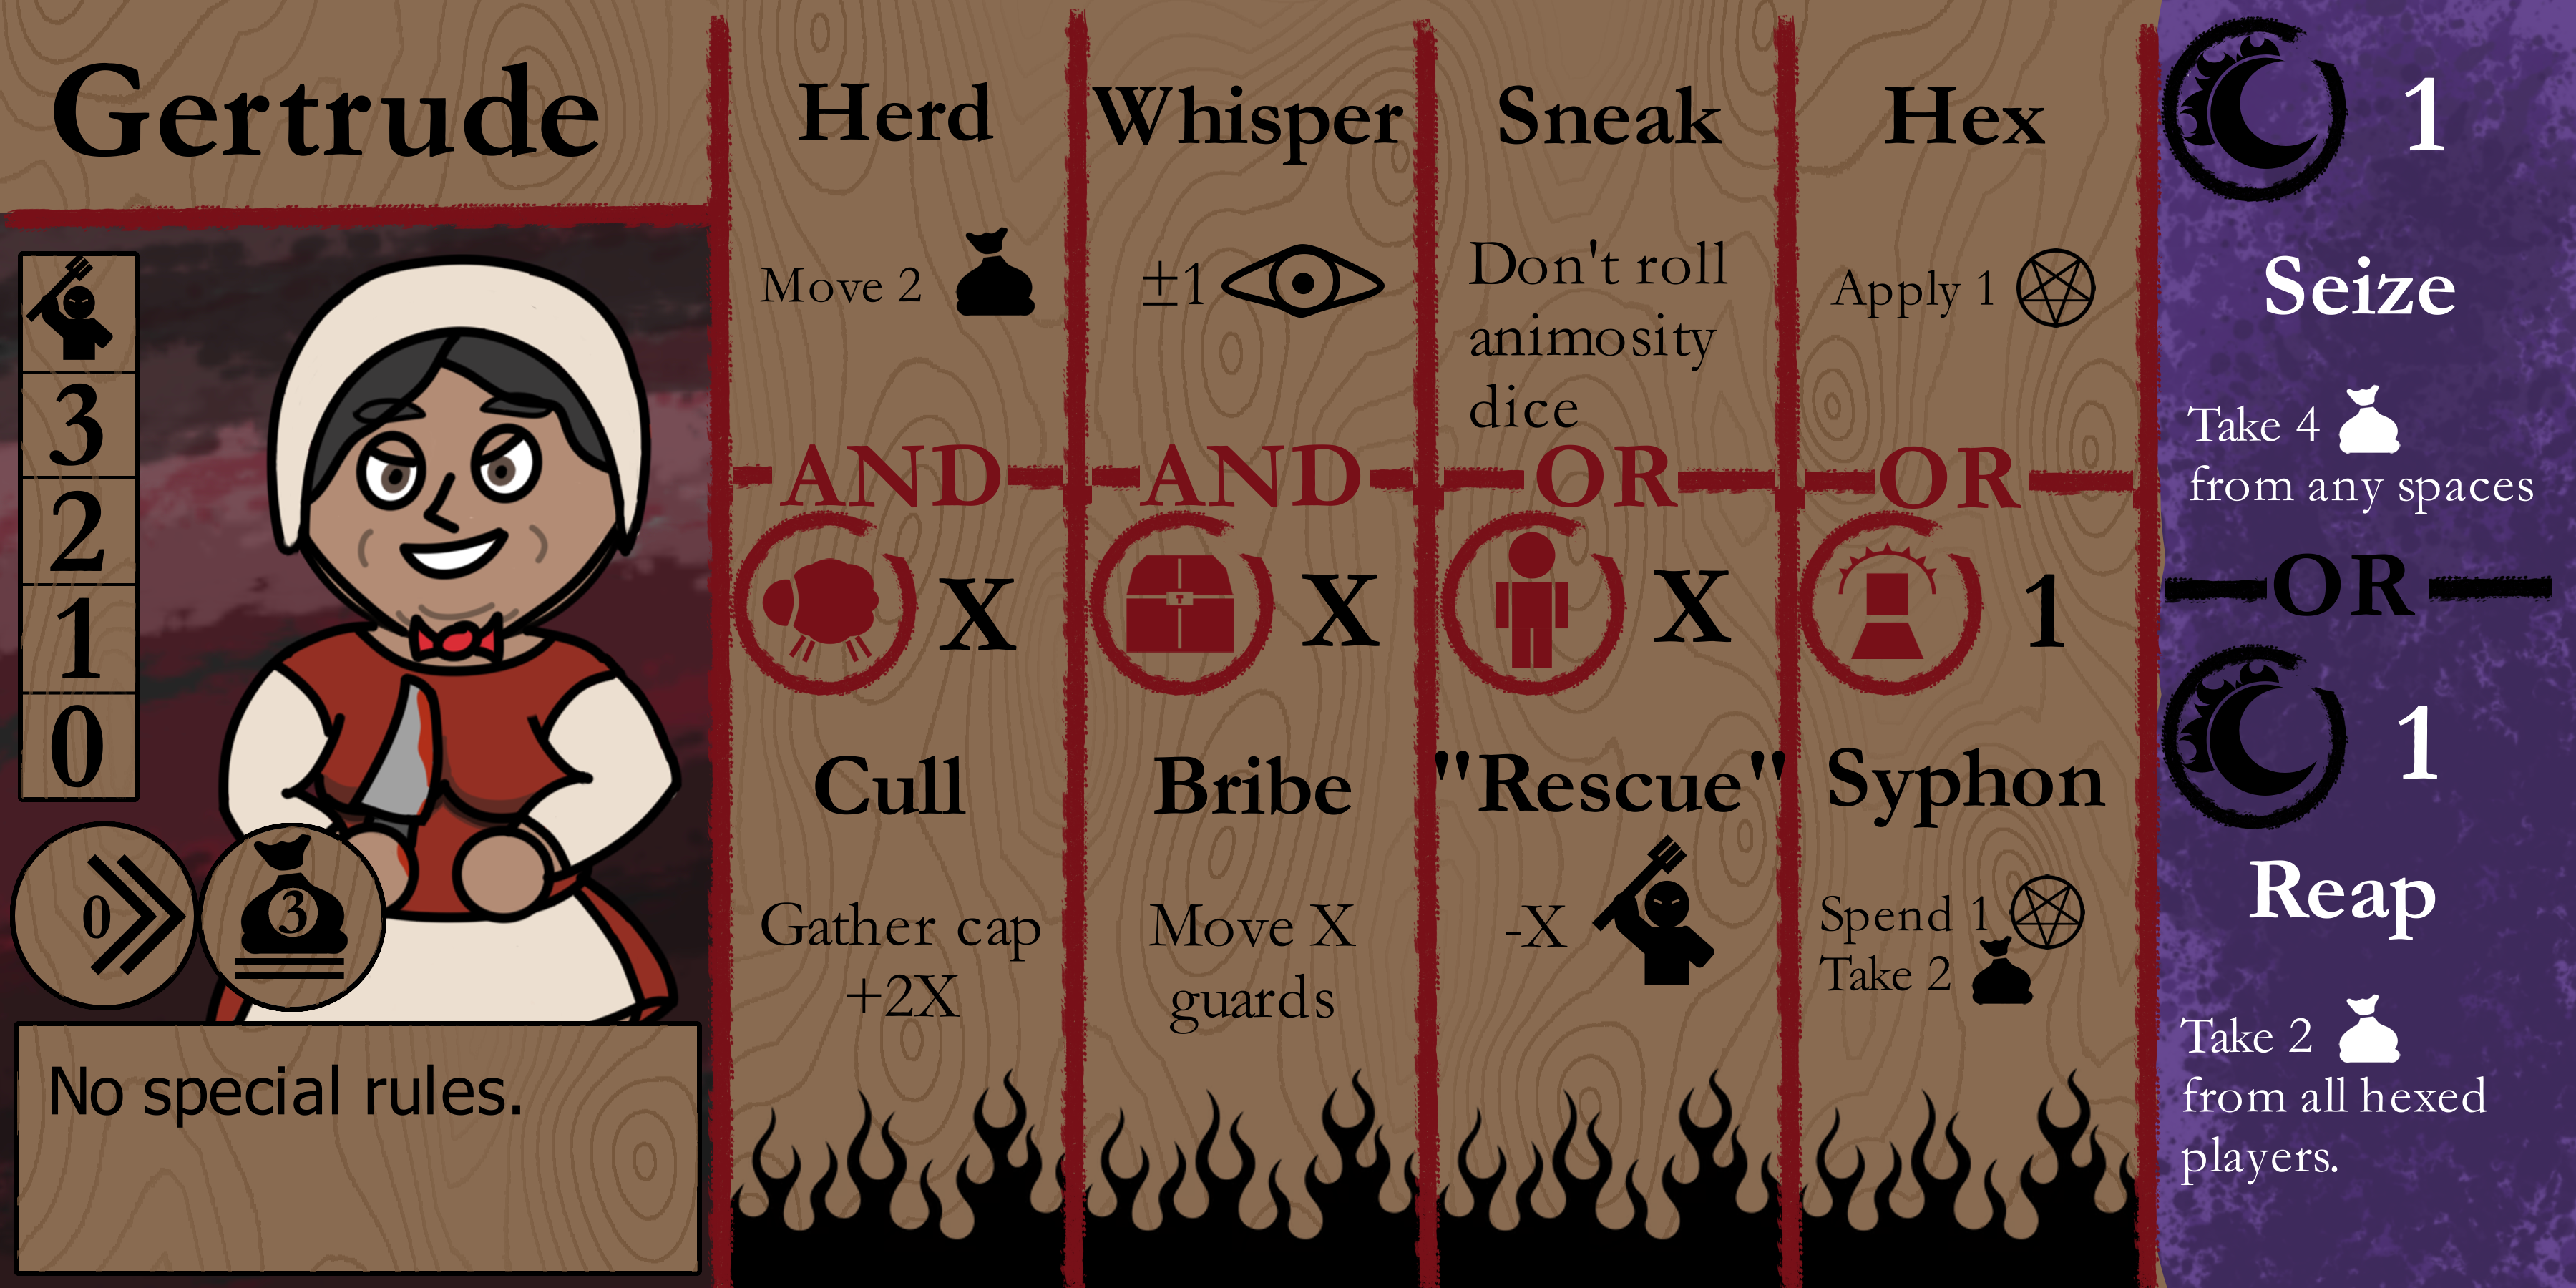 Gertrude
3
2
1
0
0
3
No special rules.
Herd
Move 2
AND
X
Cull
Gather cap
+2X
Whisper
±1
AND
X
Bribe
Move X
guards
Sneak
Don't roll
animosity
dice
OR
X
"Rescue"
-X
Hex
Apply 1
OR
1
Syphon
Spend 1
Take 2
1
Seize
Take 4
from any spaces
OR
1
Reap
Take 2
from all hexed
players.